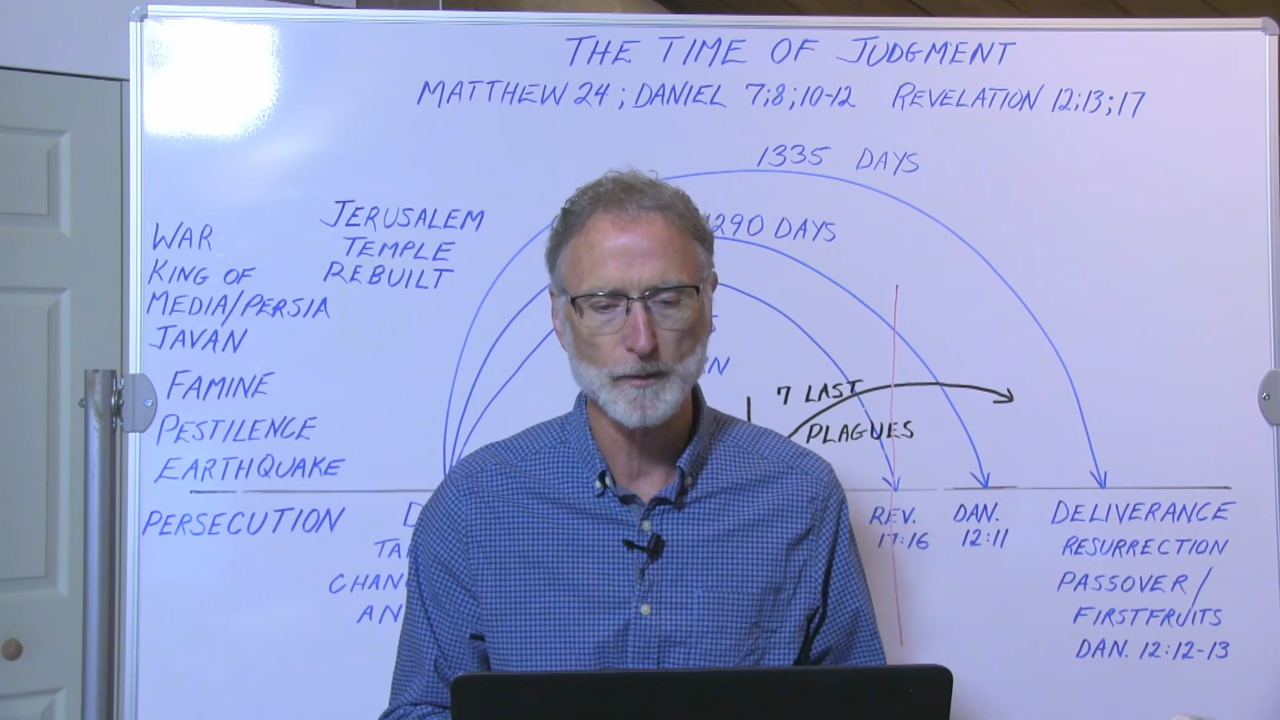 THE TIME OF JUDGMENT
MATTHEW 24; DANIEL 7;8;10-12 REVELATION 12;13;17
1335 DAYS
290 DAYS
JERUSALEM
TEMPLE
REBUILT
WAR
KING OF
MEDIA/PERSIA
JAVAN
FAMINE
PESTILENCE
EARTHQUAKE
PERSECUTION
7 LAST
PLAGUES
REV.
17:16
DAN.
12:11
DELIVERANCE
RESURRECTION
PASSOVER/
FIRSTFRUITS
DAN. 12:12-13